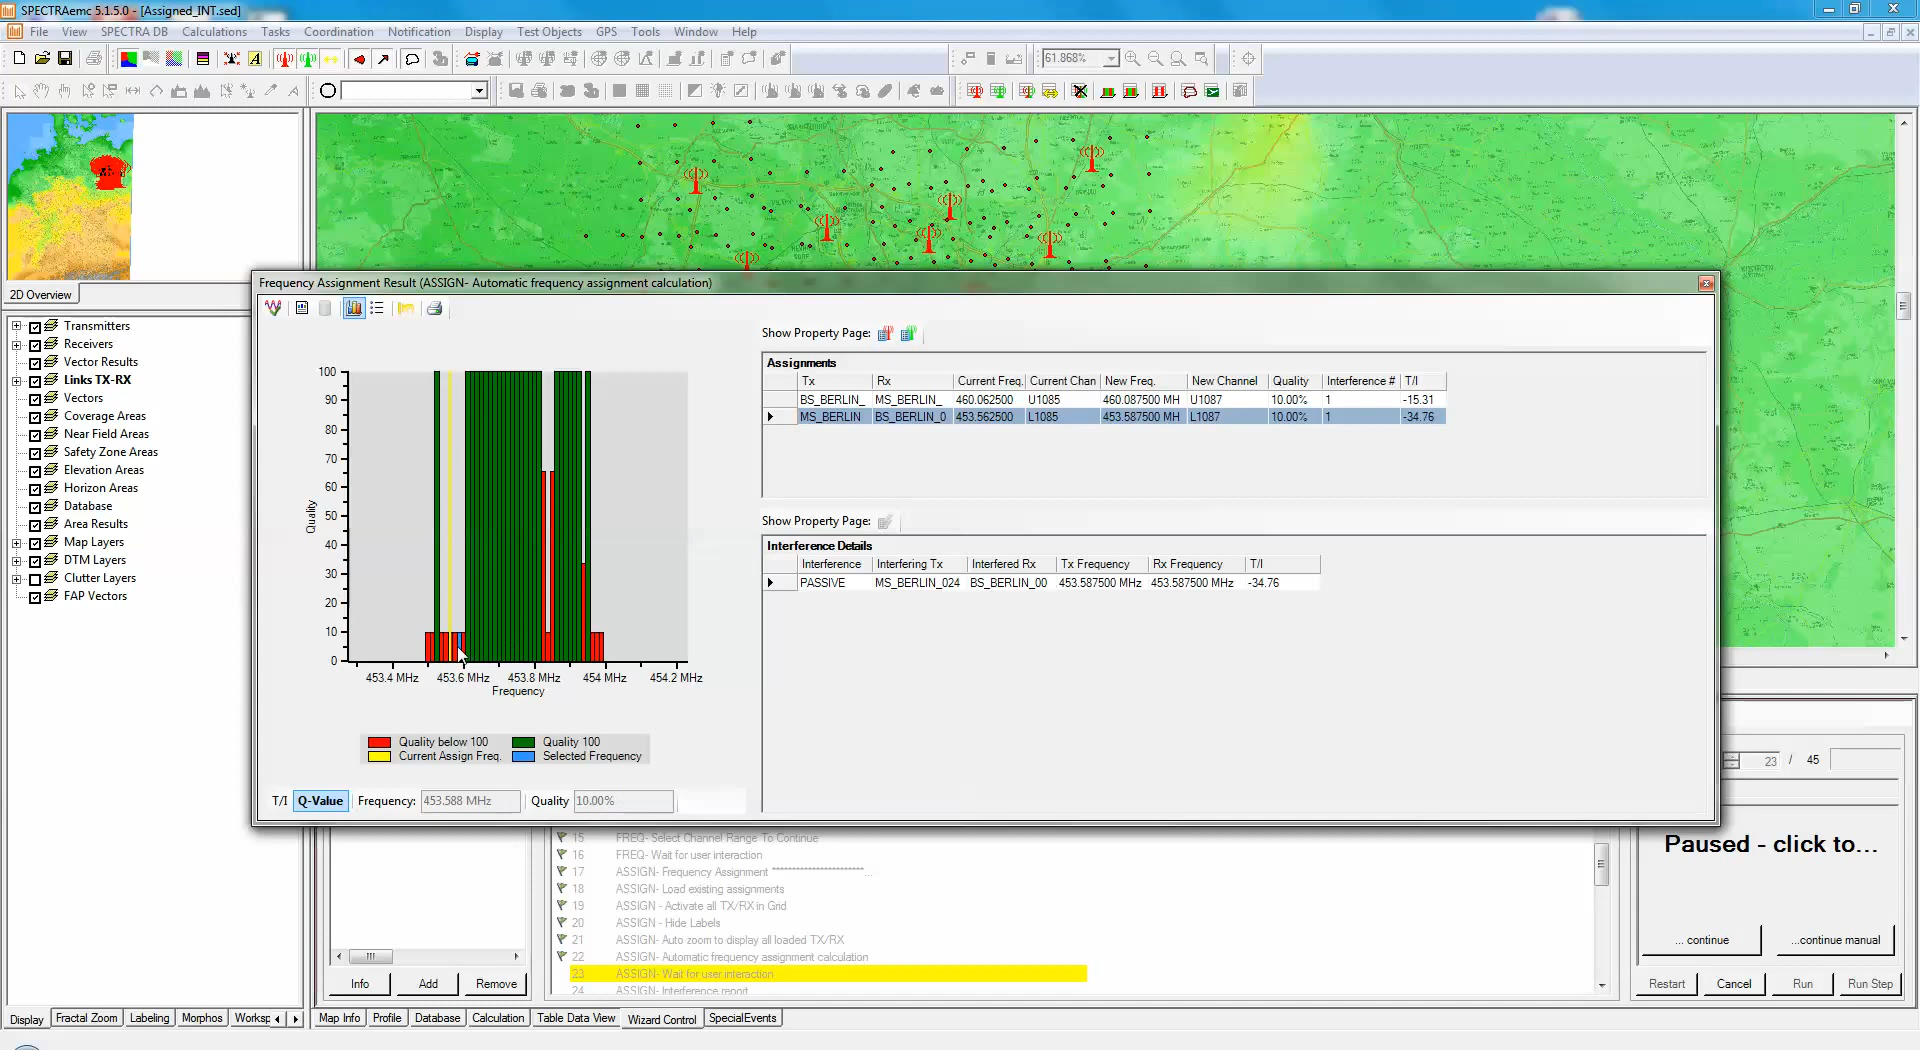 SPECTRAemc 5.1.5.0 - [Assigned_INT.sed]
File View SPECTRA DB Calculations Tasks Coordination Notification Display Test Objects GPS Tools Window Help
61.868%
2D Overview
Transmitters
Receivers
Vector Results
Links TX-RX
Vectors
Coverage Areas
Near Field Areas
Safety Zone Areas
Elevation Areas
Horizon Areas
Database
Area Results
Map Layers
DTM Layers
Clutter Layers
FAP Vectors
Frequency Assignment Result (ASSIGN- Automatic frequency assignment calculation)
Show Property Page:
Assignments
Tx Rx Current Freq. Current Chan New Freq. New Channel Quality Interference # T/I
BS_BERLIN_ MS_BERLIN_ 460.062500 U1085 460.087500 MH U1087 10.00% 1 -15.31
MS_BERLIN BS_BERLIN_0 453.562500 L1085 453.587500 MH L1087 10.00% 1 -34.76
Show Property Page:
Interference Details
Interference Interfering Tx Interfered Rx Tx Frequency Rx Frequency T/I
PASSIVE MS_BERLIN_024 BS_BERLIN_00 453.587500 MHz 453.587500 MHz -34.76
100
90
80
70
60
50
40
30
20
10
0
Quality
453.4 MHz 453.6 MHz 453.8 MHz 454 MHz 454.2 MHz
Frequency
Quality below 100 Quality 100
Current Assign Freq. Selected Frequency
T/I Q-Value Frequency: 453.588 MHz Quality 10.00%
23 / 45
Paused - click to...
... continue ...continue manual
Restart Cancel Run Run Step
15 FREQ- Select Channel Range To Continue
16 FREQ- Wait for user interaction
17 ASSIGN- Frequency Assignment ************************...
18 ASSIGN- Load existing assignments
19 ASSIGN - Activate all TX/RX in Grid
20 ASSIGN - Hide Labels
21 ASSIGN- Auto zoom to display all loaded TX/RX
22 ASSIGN- Automatic frequency assignment calculation
23 ASSIGN- Wait for user interaction
24 ASSIGN- Interference report
Info Add Remove
Display Fractal Zoom Labeling Morphos Worksp
Map Info Profile Database Calculation Table Data View Wizard Control SpecialEvents